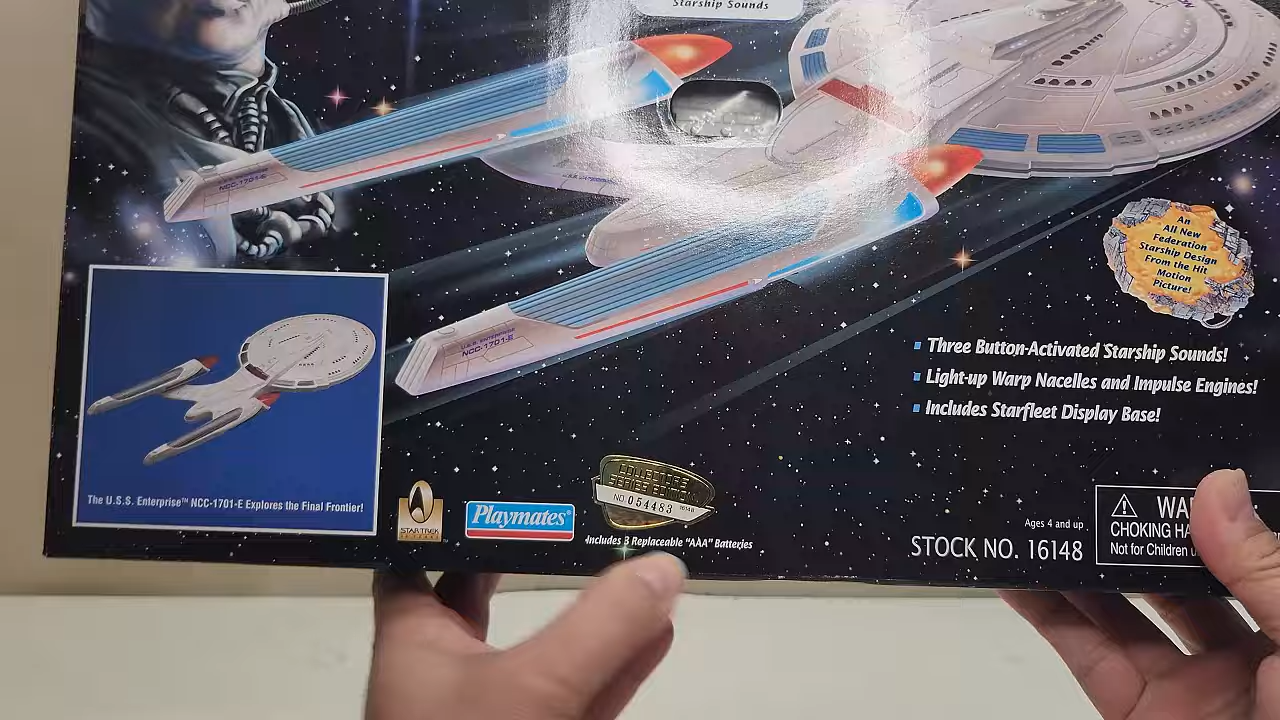 Starship Sounds
NCC-1701-E
U.S.S. ENTERPRISE
NCC-1701-E
An
All New
Federation
Starship Design
From the Hit
Motion
Picture!
Three Button-Activated Starship Sounds!
Light-up Warp Nacelles and Impulse Engines!
Includes Starfleet Display Base!
The U.S.S. Enterprise™ NCC-1701-E Explores the Final Frontier!
STAR TREK
Playmates®
COLLECTOR
SERIES EDITION
NO. 054483 16148
Includes 3 Replaceable "AAA" Batteries
Ages 4 and up
STOCK NO. 16148
WAR
CHOKING HA
Not for Children u